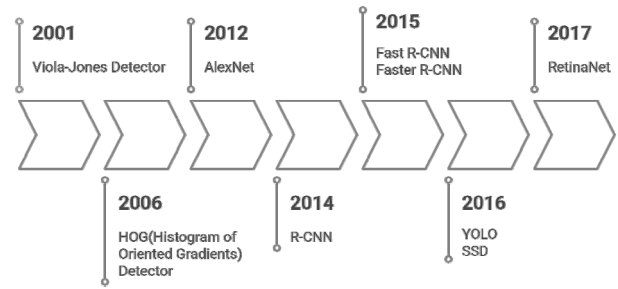 2001
Viola-Jones Detector
2006
HOG(Histogram of
Oriented Gradients)
Detector
2012
AlexNet
2014
R-CNN
2015
Fast R-CNN
Faster R-CNN
2016
YOLO
SSD
2017
RetinaNet